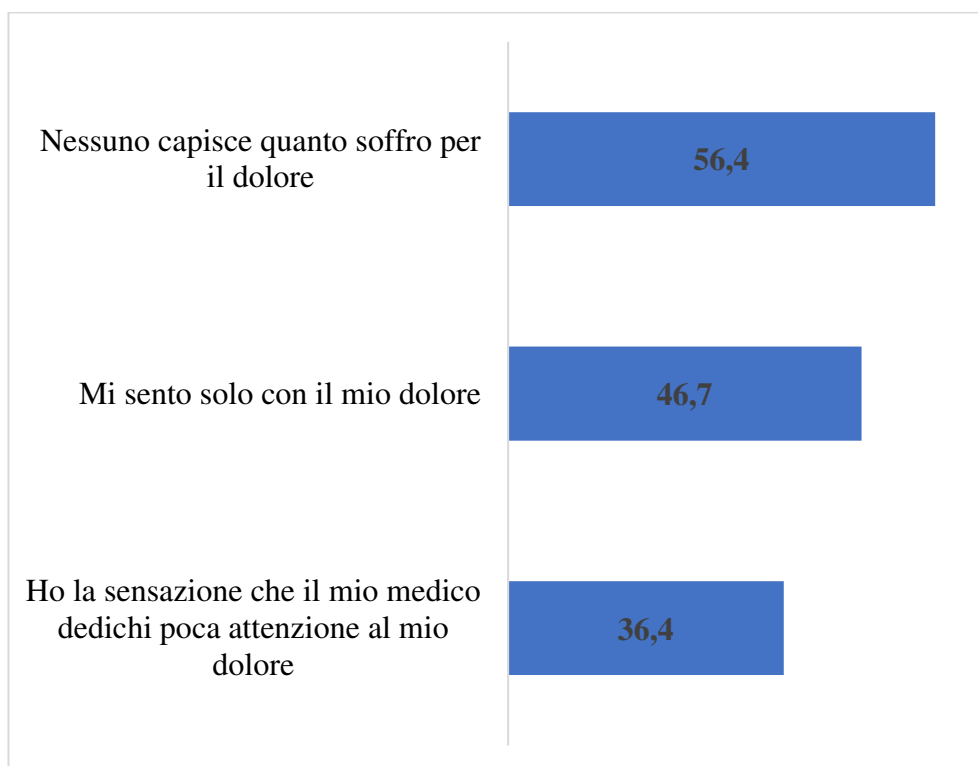 Nessuno capisce quanto soffro per
il dolore
56,4
Mi sento solo con il mio dolore
46,7
Ho la sensazione che il mio medico
dedichi poca attenzione al mio
dolore
36,4